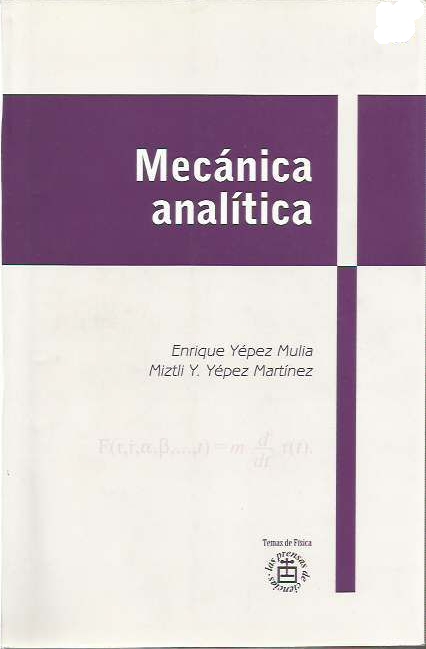 Mecánica
analítica
Enrique Yépez Mulia
Miztli Y. Yépez Martínez
F(r,ṙ,α,β,...,t) = m d/dt ṙ(t).
Temas de Física
·las prensas de ciencias·